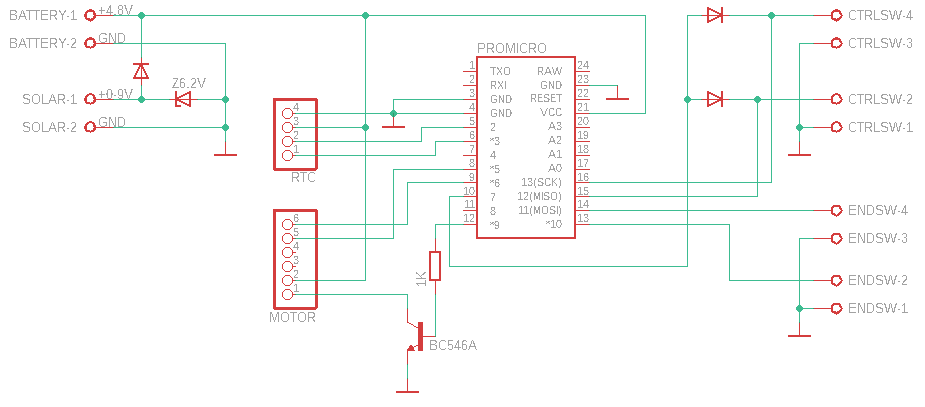 BATTERY-1 +4.8V
BATTERY-2 GND
SOLAR-1 +0-9V
SOLAR-2 GND
Z6.2V
4
3
2
1
RTC
6
5
4
3
2
1
MOTOR
PROMICRO
1 TXO RAW 24
2 RXI GND 23
3 GND RESET 22
4 GND VCC 21
5 2 A3 20
6 *3 A2 19
7 4 A1 18
8 *5 A0 17
9 *6 13(SCK) 16
10 7 12(MISO) 15
11 8 11(MOSI) 14
12 *9 *10 13
1K
BC546A
CTRLSW-4
CTRLSW-3
CTRLSW-2
CTRLSW-1
ENDSW-4
ENDSW-3
ENDSW-2
ENDSW-1